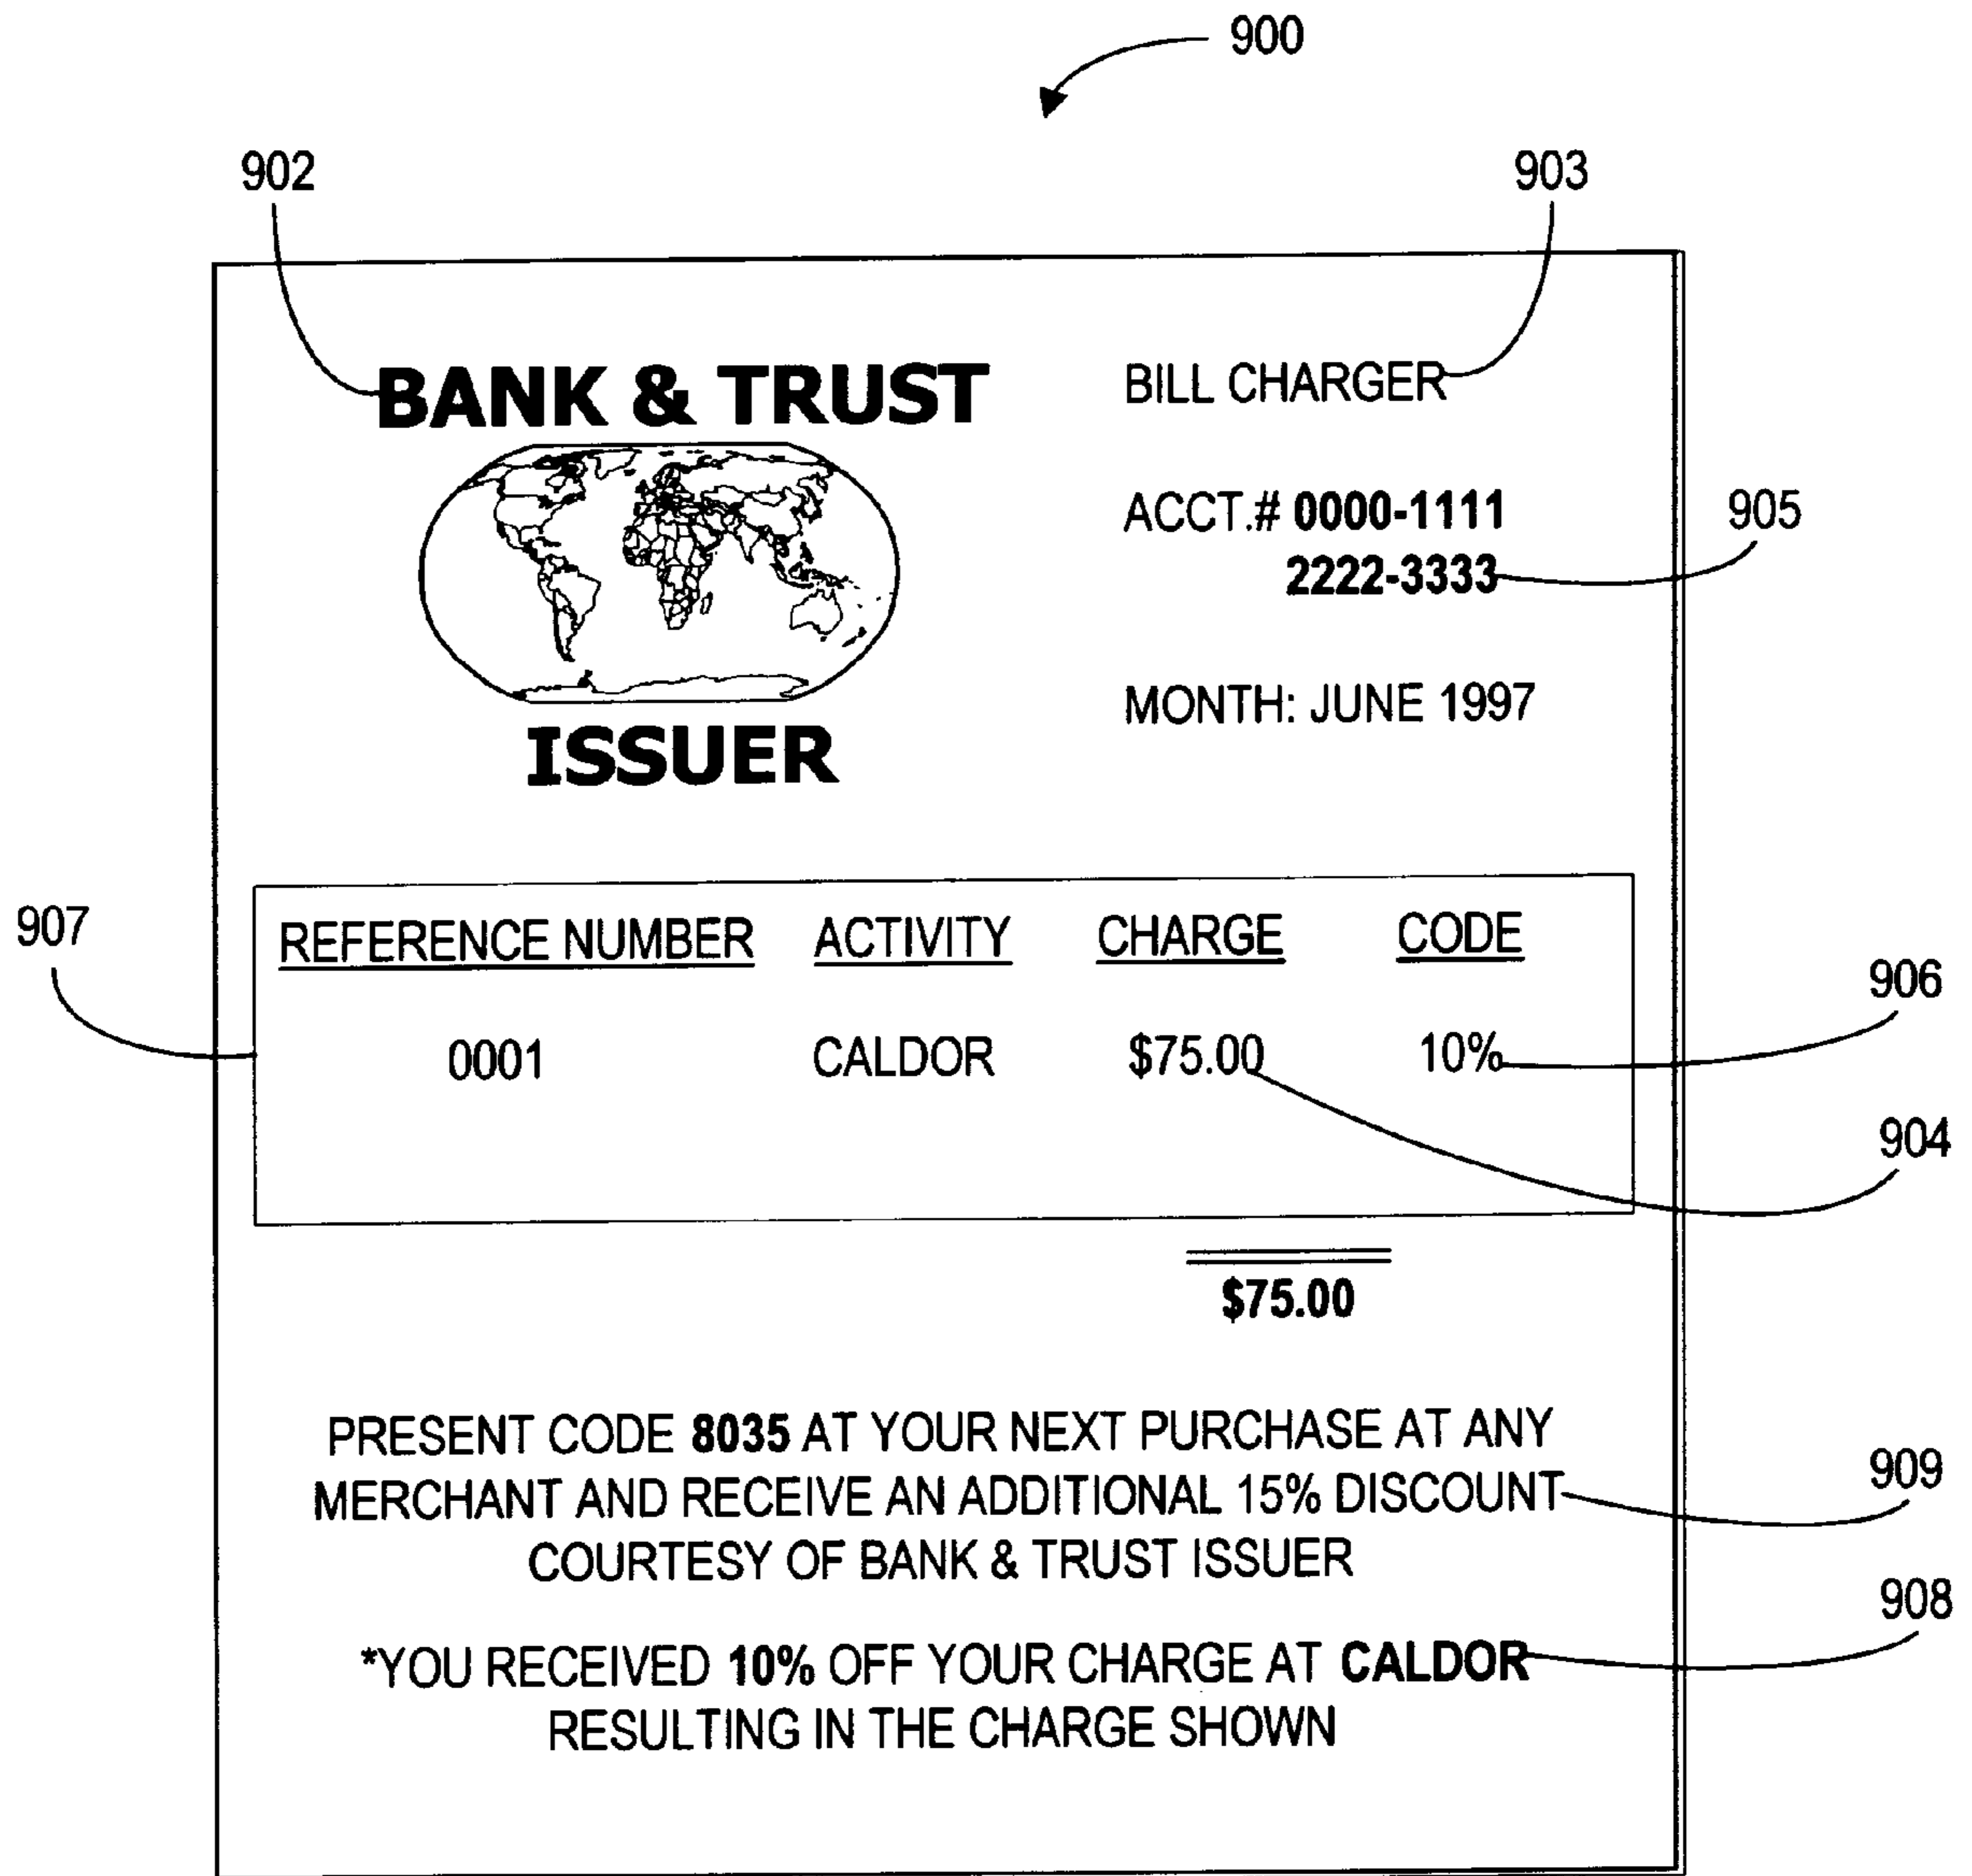 900
902
903
BANK & TRUST
BILL CHARGER
ACCT.# 0000-1111
2222-3333
905
MONTH: JUNE 1997
ISSUER
907
REFERENCE NUMBER ACTIVITY CHARGE CODE
906
0001 CALDOR $75.00 10%
904
$75.00
PRESENT CODE 8035 AT YOUR NEXT PURCHASE AT ANY
MERCHANT AND RECEIVE AN ADDITIONAL 15% DISCOUNT
909
COURTESY OF BANK & TRUST ISSUER
908
*YOU RECEIVED 10% OFF YOUR CHARGE AT CALDOR
RESULTING IN THE CHARGE SHOWN